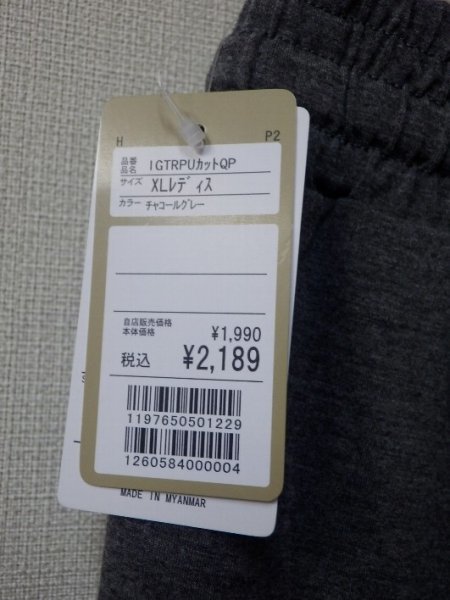 H P2
品番
品名 IGTRPUカットQP
サイズ XLレディス
カラー チャコールグレー
自店販売価格
本体価格 ¥1,990
税込 ¥2,189
1197650501229
1260584000004
MADE IN MYANMAR